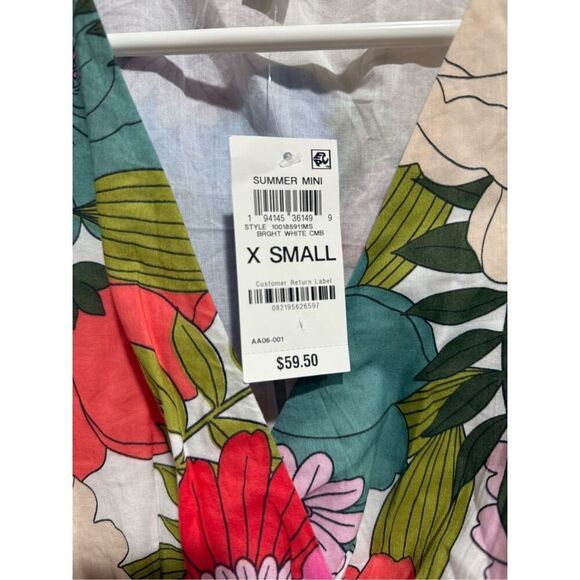 SUMMER MINI
1 94145 36149 9
STYLE 100185911MS
BRGHT WHITE CMB
X SMALL
Customer Return Label
082195626597
AA06-001
$59.50